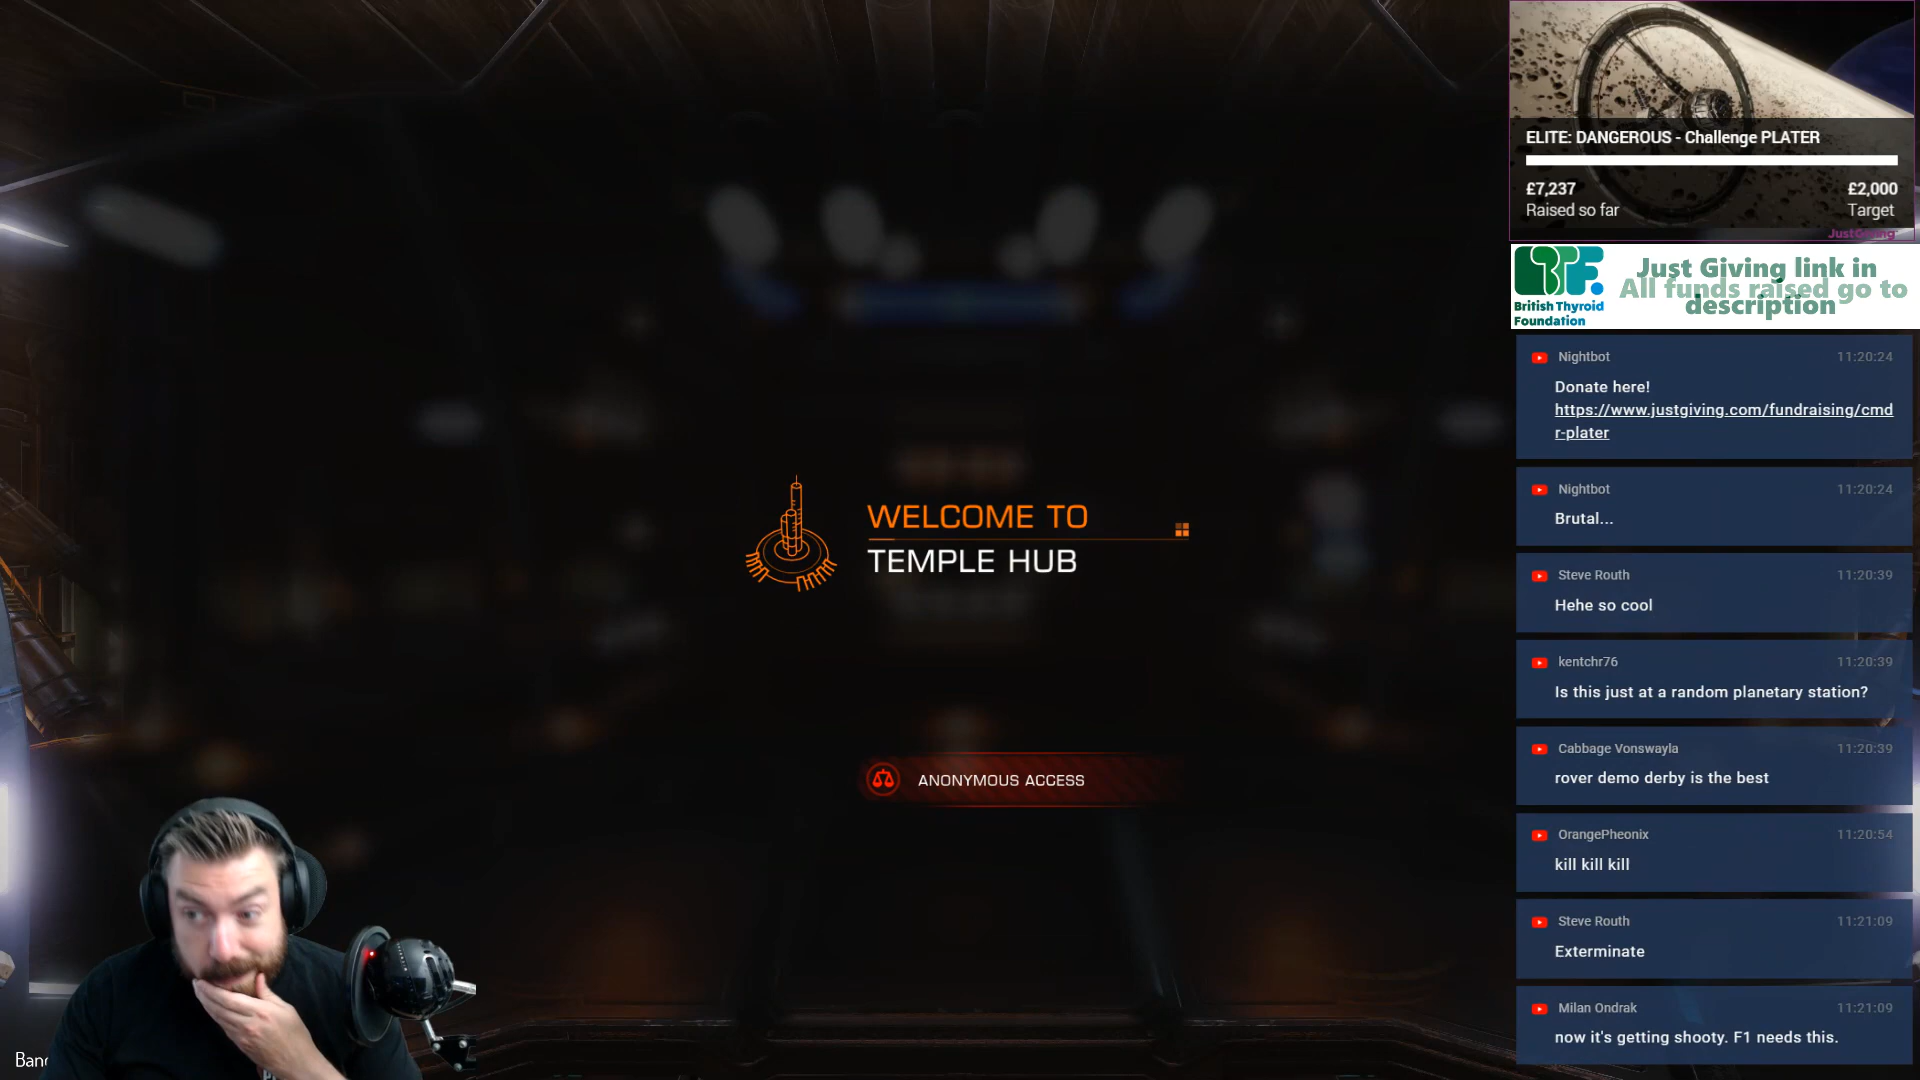 ELITE: DANGEROUS - Challenge PLATER
£7,237
£2,000
Raised so far
Target
JustGiving
British Thyroid
Foundation
Just Giving link in
All funds raised go to
description
Nightbot 11:20:24
Donate here!
https://www.justgiving.com/fundraising/cmd
r-plater
Nightbot 11:20:24
Brutal...
Steve Routh 11:20:39
Hehe so cool
kentchr76 11:20:39
Is this just at a random planetary station?
Cabbage Vonswayla 11:20:39
rover demo derby is the best
OrangePheonix 11:20:54
kill kill kill
Steve Routh 11:21:09
Exterminate
Milan Ondrak 11:21:09
now it's getting shooty. F1 needs this.
WELCOME TO
TEMPLE HUB
ANONYMOUS ACCESS